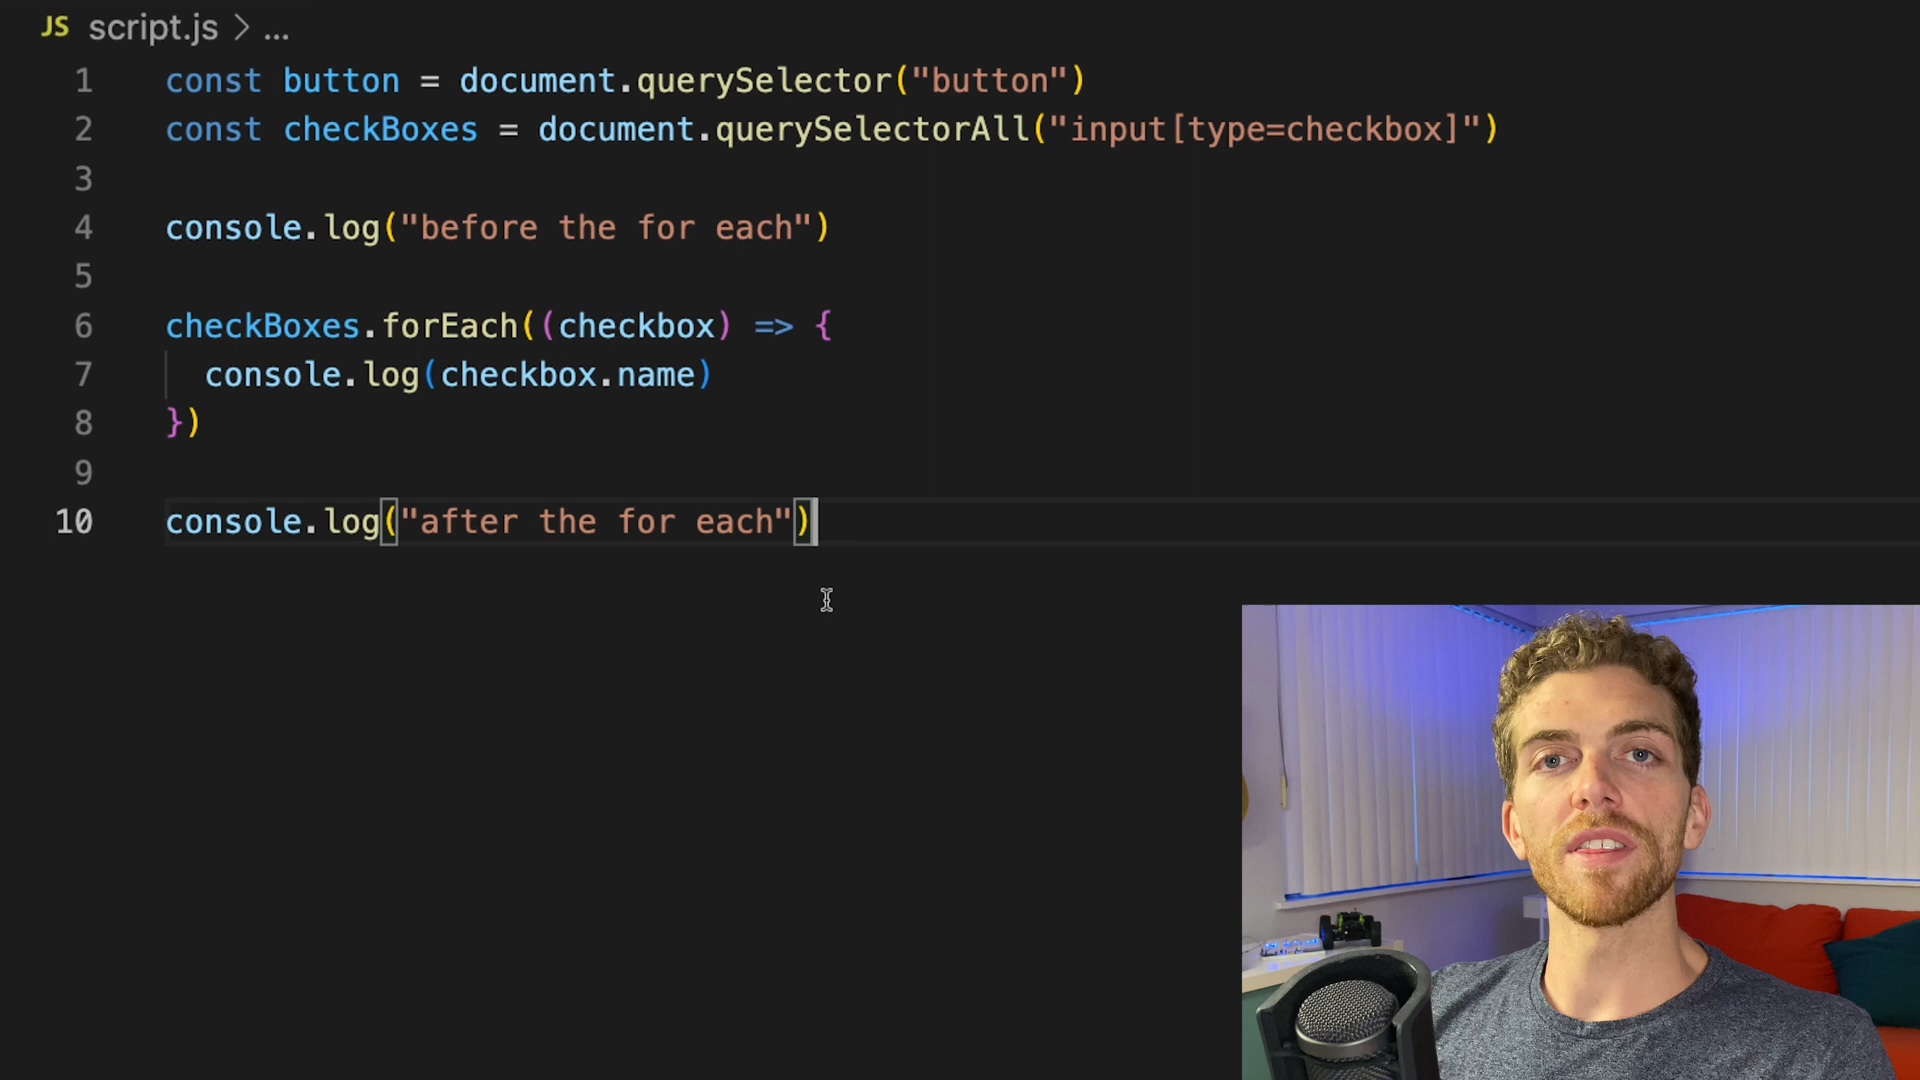 JS script.js > ...
1 const button = document.querySelector("button")
2 const checkBoxes = document.querySelectorAll("input[type=checkbox]")
3
4 console.log("before the for each")
5
6 checkBoxes.forEach((checkbox) => {
7 console.log(checkbox.name)
8 })
9
10 console.log("after the for each")